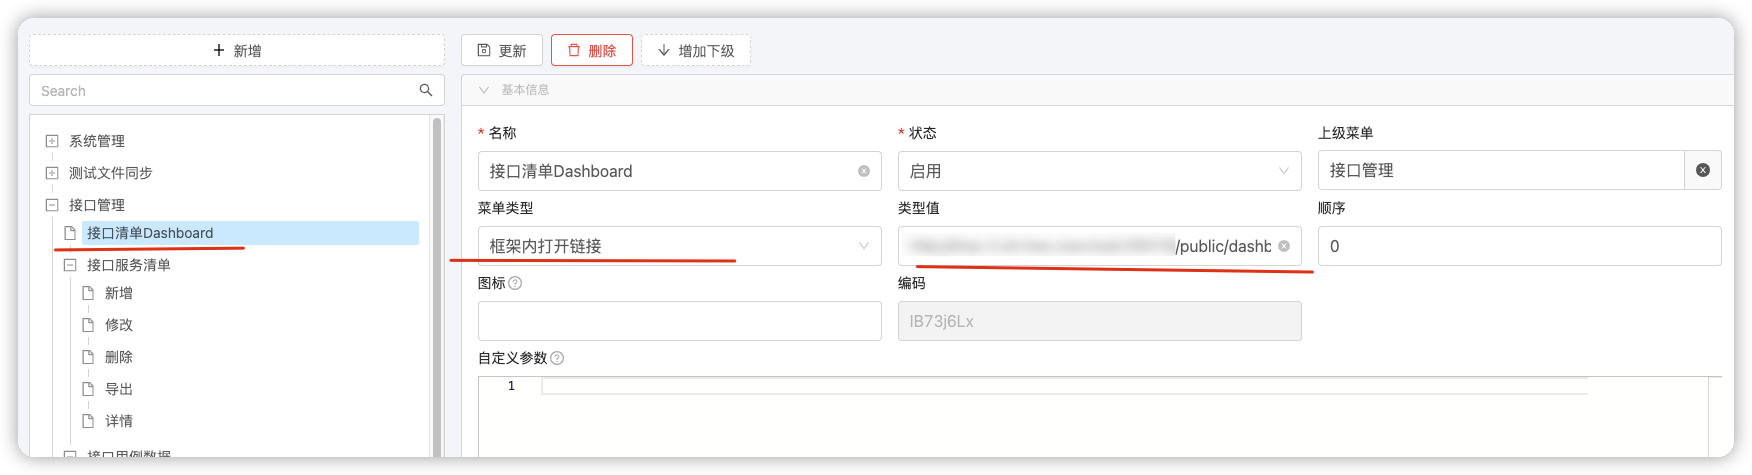 新增
Search
系统管理
测试文件同步
接口管理
接口清单Dashboard
接口服务清单
新增
修改
删除
导出
详情
接口用例数据
更新 删除 增加下级
基本信息
* 名称 * 状态 上级菜单
接口清单Dashboard 启用 接口管理
菜单类型 类型值 顺序
框架内打开链接 /public/dashb 0
图标 编码
IB73j6Lx
自定义参数
1